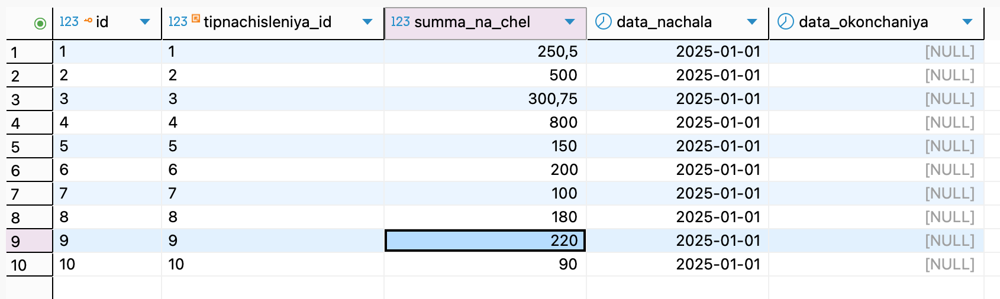 123 id 123 tipnachisleniya_id 123 summa_na_chel data_nachala data_okonchaniya
1 1 1 250,5 2025-01-01 [NULL]
2 2 2 500 2025-01-01 [NULL]
3 3 3 300,75 2025-01-01 [NULL]
4 4 4 800 2025-01-01 [NULL]
5 5 5 150 2025-01-01 [NULL]
6 6 6 200 2025-01-01 [NULL]
7 7 7 100 2025-01-01 [NULL]
8 8 8 180 2025-01-01 [NULL]
9 9 9 220 2025-01-01 [NULL]
10 10 10 90 2025-01-01 [NULL]